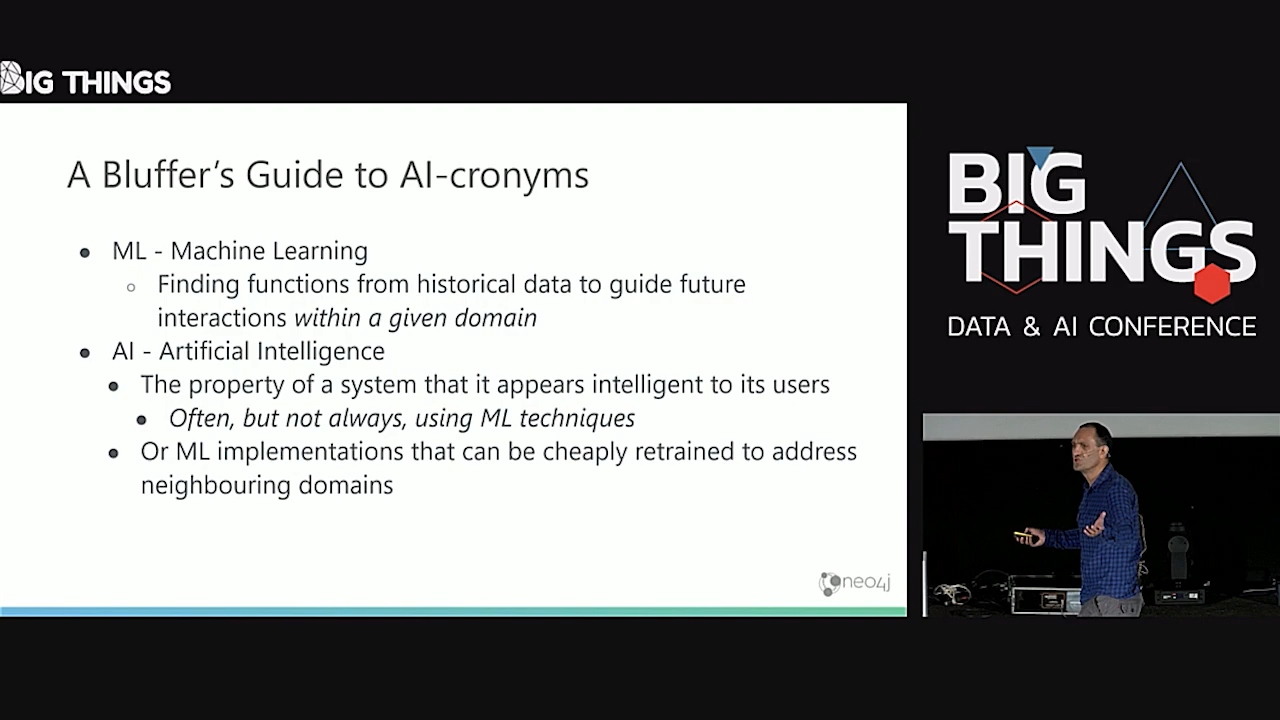 BIG THINGS
A Bluffer's Guide to AI-cronyms
ML - Machine Learning
Finding functions from historical data to guide future
interactions within a given domain
AI - Artificial Intelligence
The property of a system that it appears intelligent to its users
Often, but not always, using ML techniques
Or ML implementations that can be cheaply retrained to address
neighbouring domains
neo4j
BIG
THINGS
DATA & AI CONFERENCE